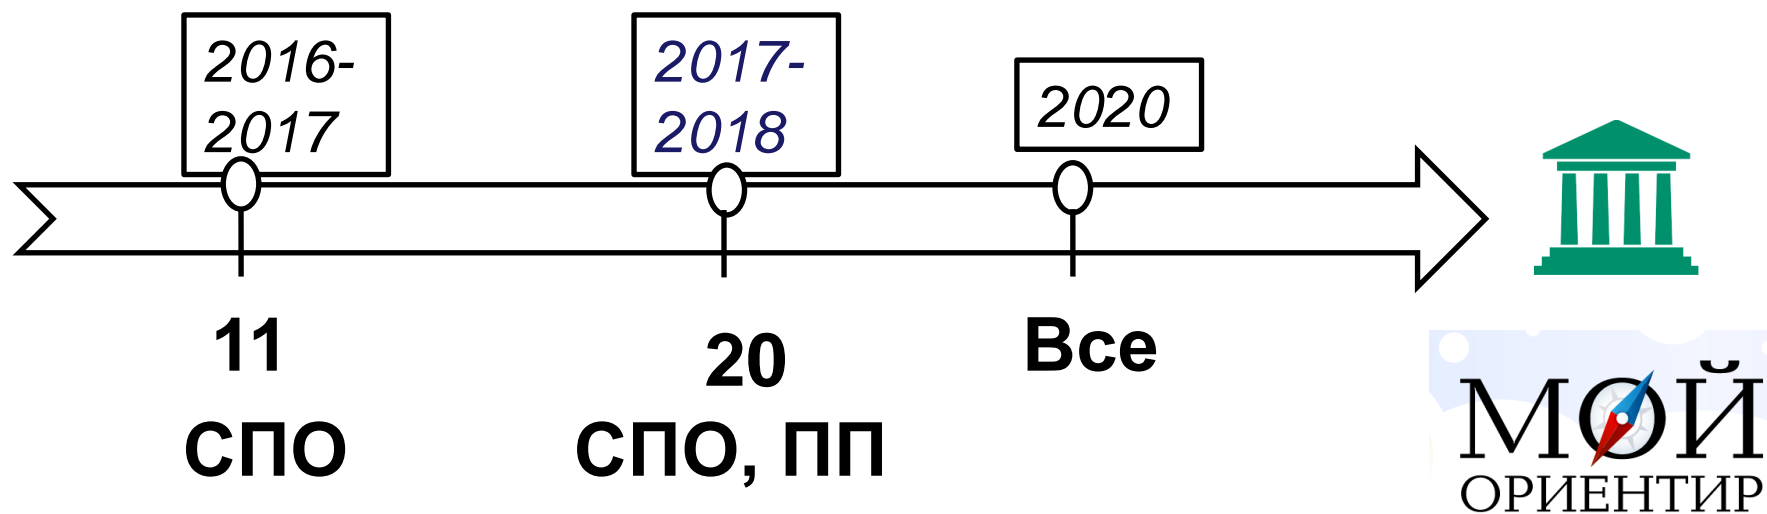 2016-
2017
2017-
2018
2020
11
СПО
20
СПО, ПП
Все
МОЙ
ОРИЕНТИР